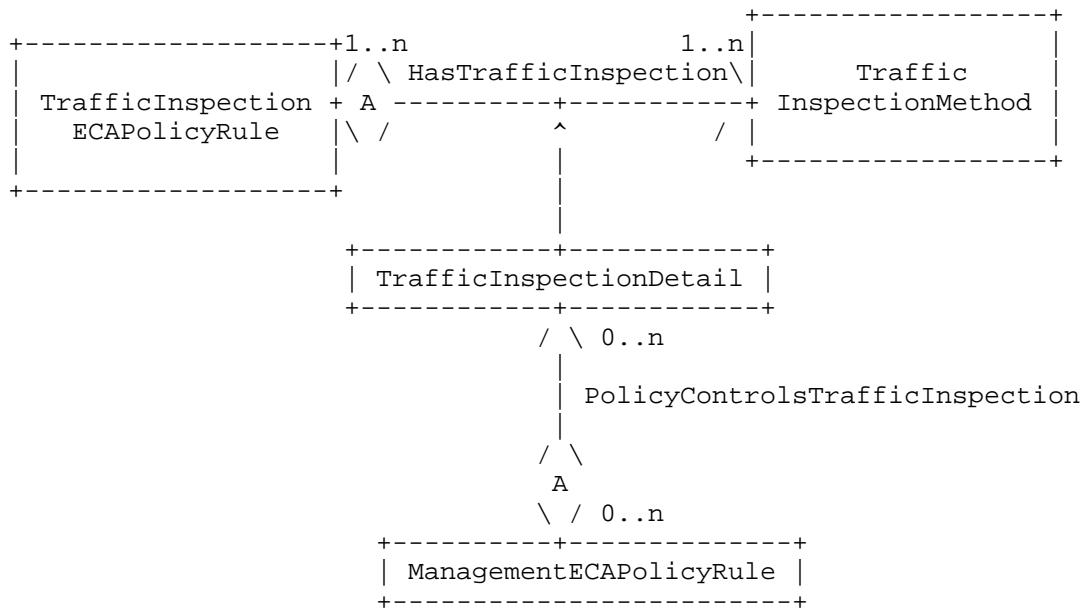 1..n 1..n
HasTrafficInspection Traffic
TrafficInspection A InspectionMethod
ECAPolicyRule
TrafficInspectionDetail
0..n
PolicyControlsTrafficInspection
A
0..n
ManagementECAPolicyRule